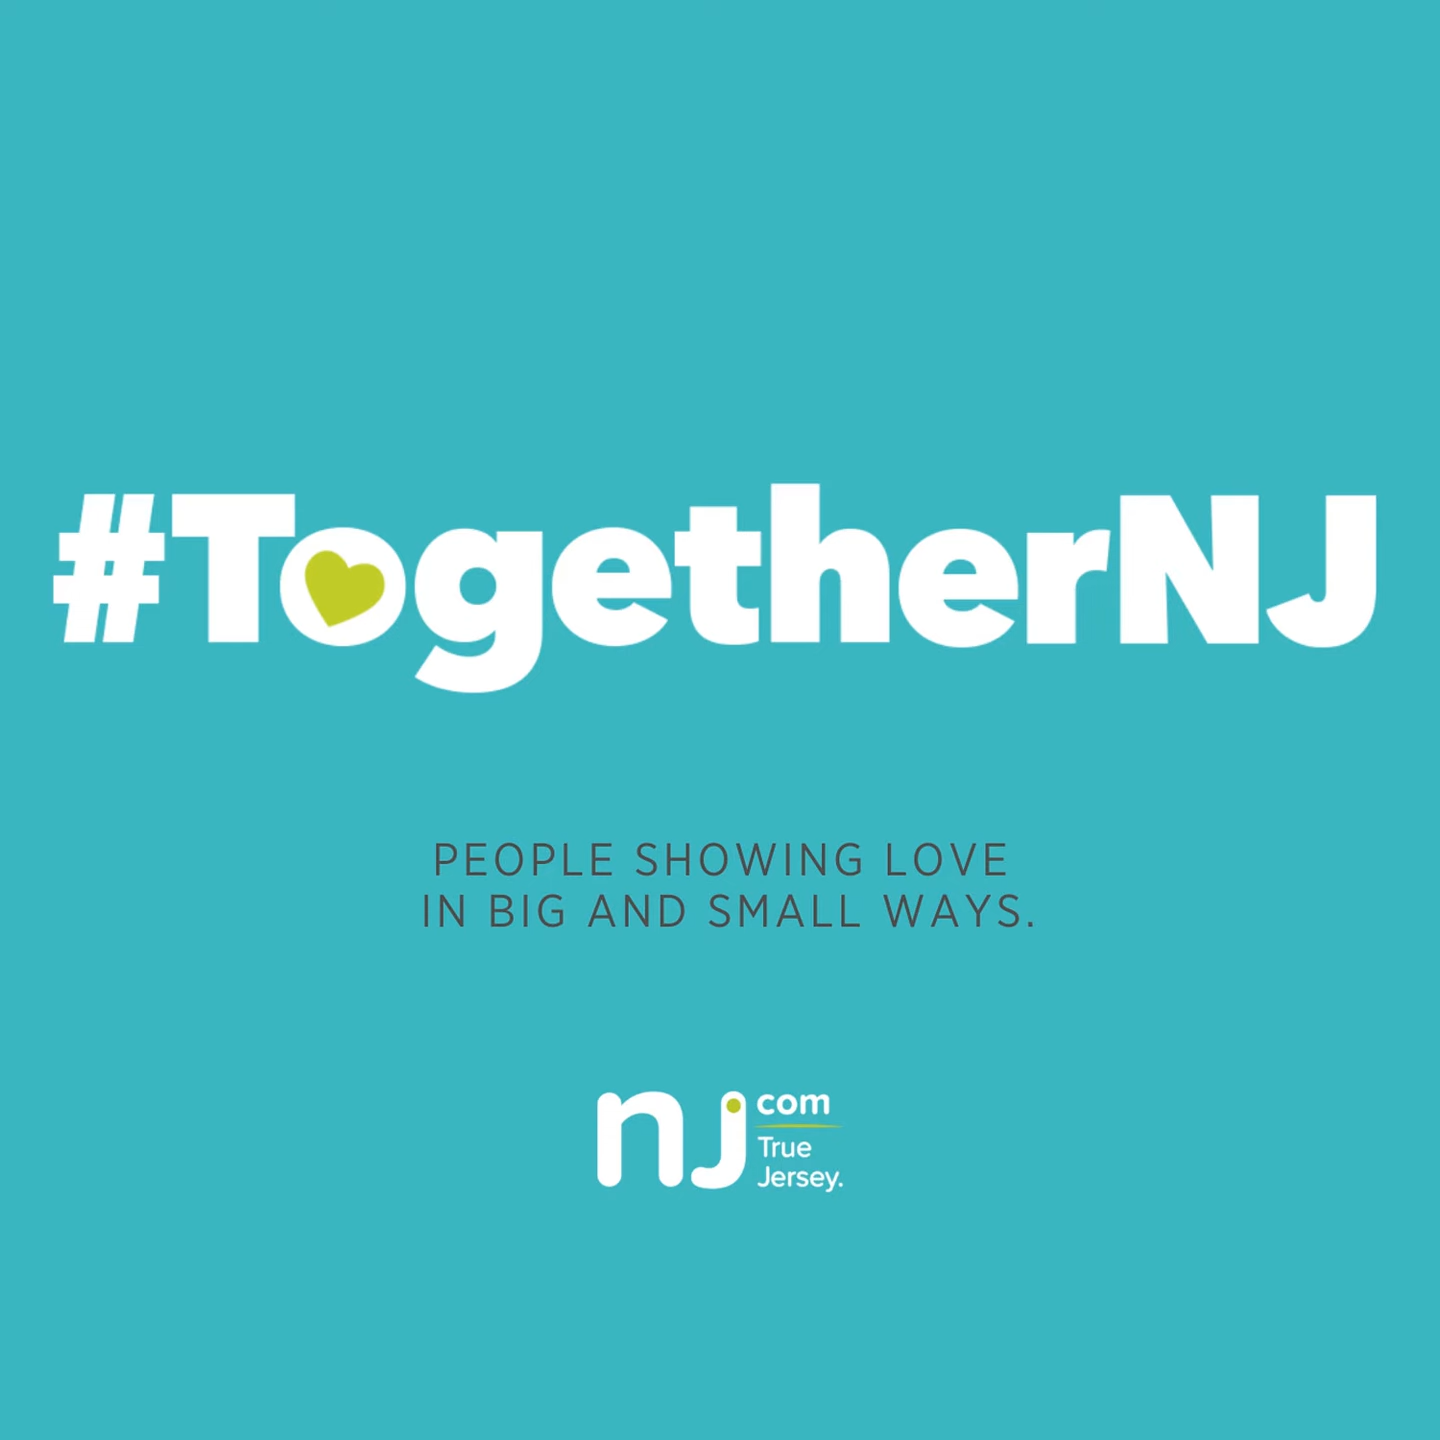 #TogetherNJ
PEOPLE SHOWING LOVE
IN BIG AND SMALL WAYS.
nj com
True
Jersey.